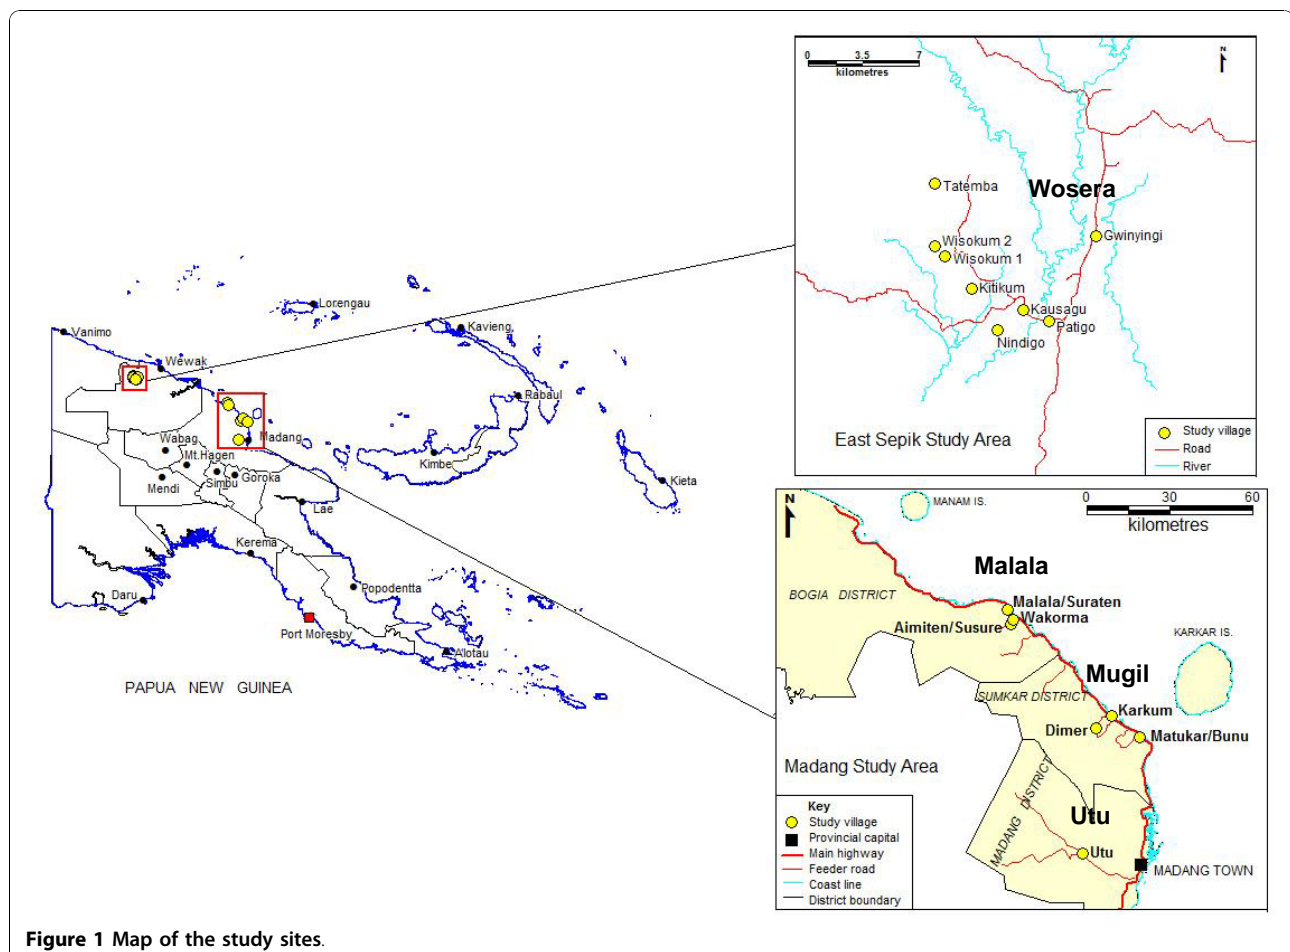 Lorengau
Vanimo
Kavieng
Wewak
Rabaul
Madang
Wabag
Mt.Hagen
Kimbe
Mendi
Simbu
Goroka
Kieta
Lae
Kerema
Daru
Popodentta
Port Moresby
Alotau
PAPUA NEW GUINEA
0 3.5 7
kilometres
N
Wosera
Tatemba
Gwinyingi
Wisokum 2
Wisokum 1
Kitikum
Kausagu
Patigo
Nindigo
East Sepik Study Area
Study village
Road
River
N
MANAM IS.
0 30 60
kilometres
Malala
BOGIA DISTRICT
Malala/Suraten
Wakorma
Aimiten/Susure
KARKAR IS.
Mugil
SUMKAR DISTRICT
Karkum
Dimer
Matukar/Bunu
Madang Study Area
MADANG DISTRICT
Utu
Utu
MADANG TOWN
Key
Study village
Provincial capital
Main highway
Feeder road
Coast line
District boundary
Figure 1 Map of the study sites.